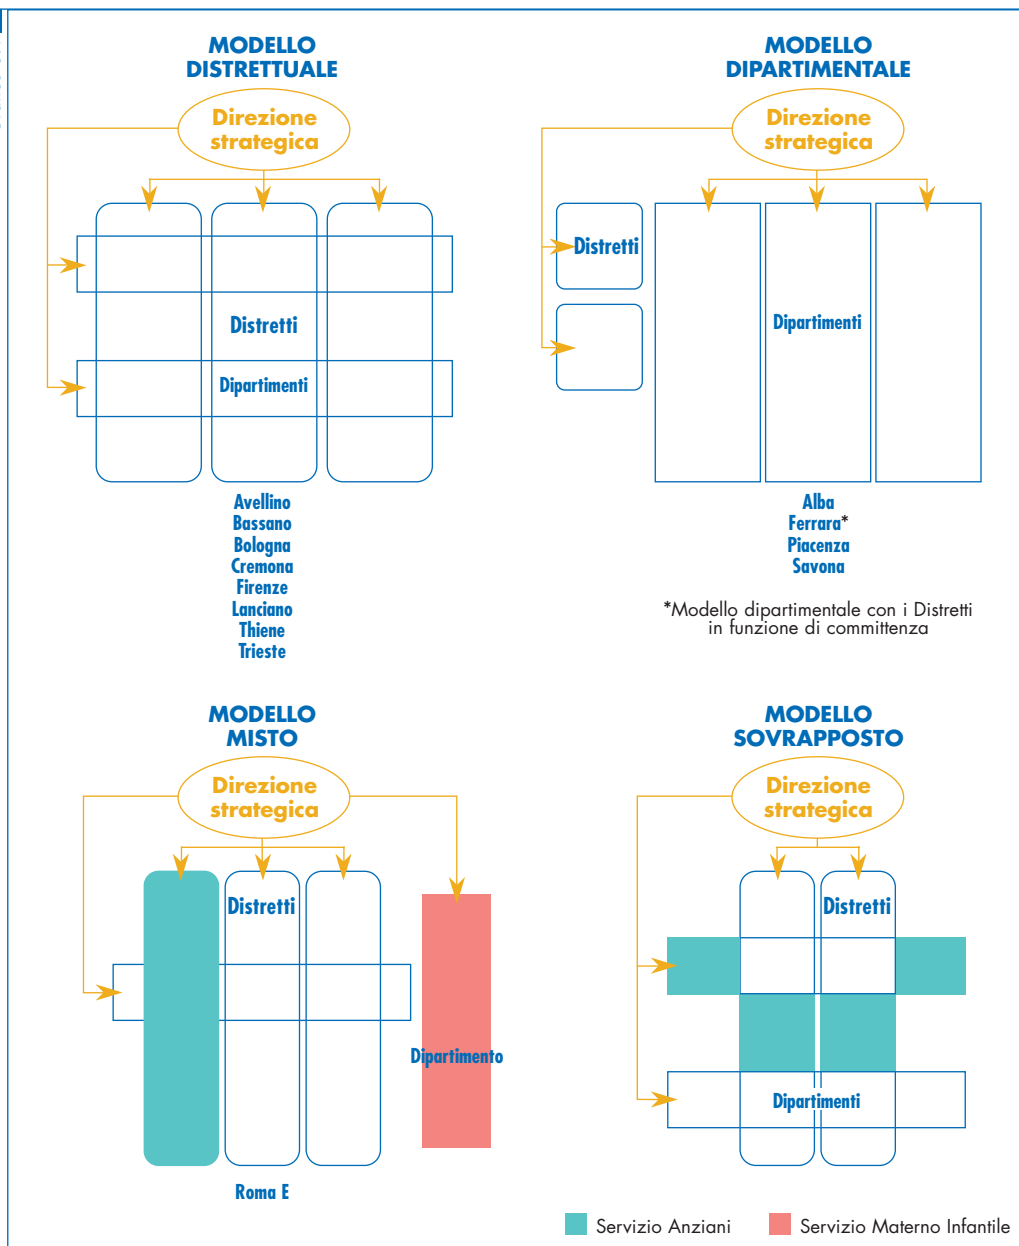 MODELLO
DISTRETTUALE
Direzione
strategica
Distretti
Dipartimenti
Avellino
Bassano
Bologna
Cremona
Firenze
Lanciano
Thiene
Trieste
MODELLO
DIPARTIMENTALE
Direzione
strategica
Distretti
Dipartimenti
Alba
Ferrara*
Piacenza
Savona
*Modello dipartimentale con i Distretti
in funzione di committenza
MODELLO
MISTO
Direzione
strategica
Distretti
Dipartimento
Roma E
MODELLO
SOVRAPPOSTO
Direzione
strategica
Distretti
Dipartimenti
Servizio Anziani
Servizio Materno Infantile